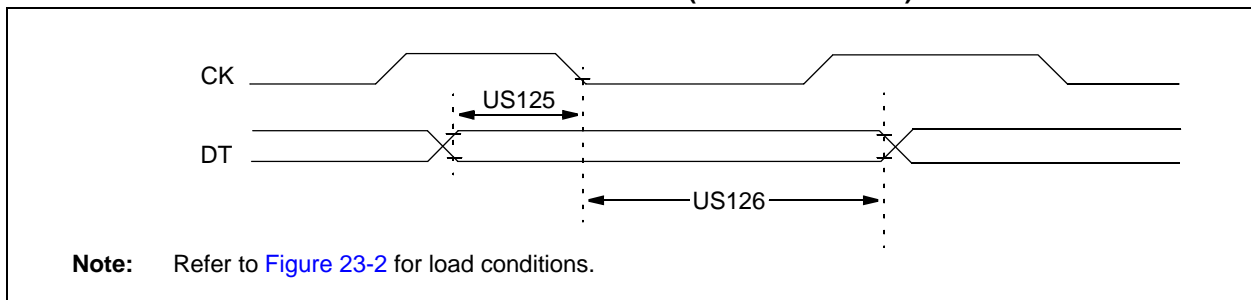 CK
US125
DT
US126
Note: Refer to Figure 23-2 for load conditions.